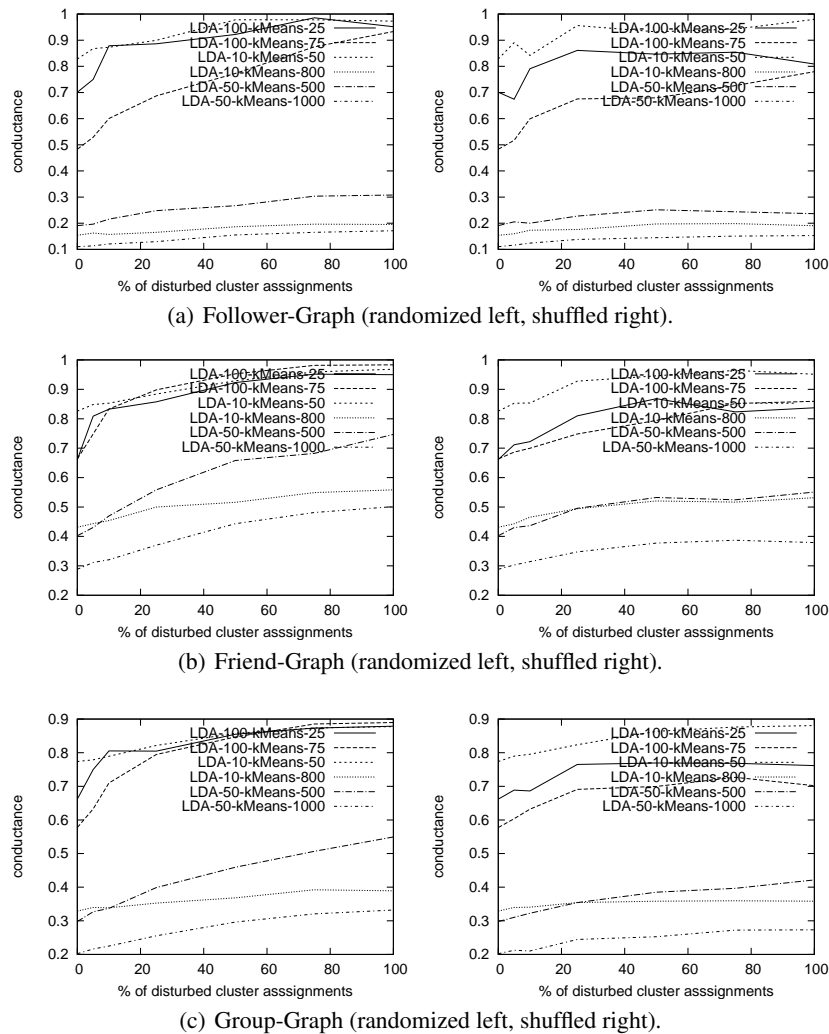 1
0.9
0.8
0.7
0.6
0.5
0.4
0.3
0.2
0.1
conductance
0 20 40 60 80 100
% of disturbed cluster asssignments
LDA-100-kMeans-25
LDA-100-kMeans-75
LDA-10-kMeans-50
LDA-10-kMeans-800
LDA-50-kMeans-500
LDA-50-kMeans-1000
1
0.9
0.8
0.7
0.6
0.5
0.4
0.3
0.2
0.1
conductance
0 20 40 60 80 100
% of disturbed cluster asssignments
LDA-100-kMeans-25
LDA-100-kMeans-75
LDA-10-kMeans-50
LDA-10-kMeans-800
LDA-50-kMeans-500
LDA-50-kMeans-1000
(a) Follower-Graph (randomized left, shuffled right).
1
0.9
0.8
0.7
0.6
0.5
0.4
0.3
0.2
conductance
0 20 40 60 80 100
% of disturbed cluster asssignments
LDA-100-kMeans-25
LDA-100-kMeans-75
LDA-10-kMeans-50
LDA-10-kMeans-800
LDA-50-kMeans-500
LDA-50-kMeans-1000
1
0.9
0.8
0.7
0.6
0.5
0.4
0.3
0.2
conductance
0 20 40 60 80 100
% of disturbed cluster asssignments
LDA-100-kMeans-25
LDA-100-kMeans-75
LDA-10-kMeans-50
LDA-10-kMeans-800
LDA-50-kMeans-500
LDA-50-kMeans-1000
(b) Friend-Graph (randomized left, shuffled right).
0.9
0.8
0.7
0.6
0.5
0.4
0.3
0.2
conductance
0 20 40 60 80 100
% of disturbed cluster asssignments
LDA-100-kMeans-25
LDA-100-kMeans-75
LDA-10-kMeans-50
LDA-10-kMeans-800
LDA-50-kMeans-500
LDA-50-kMeans-1000
0.9
0.8
0.7
0.6
0.5
0.4
0.3
0.2
conductance
0 20 40 60 80 100
% of disturbed cluster asssignments
LDA-100-kMeans-25
LDA-100-kMeans-75
LDA-10-kMeans-50
LDA-10-kMeans-800
LDA-50-kMeans-500
LDA-50-kMeans-1000
(c) Group-Graph (randomized left, shuffled right).